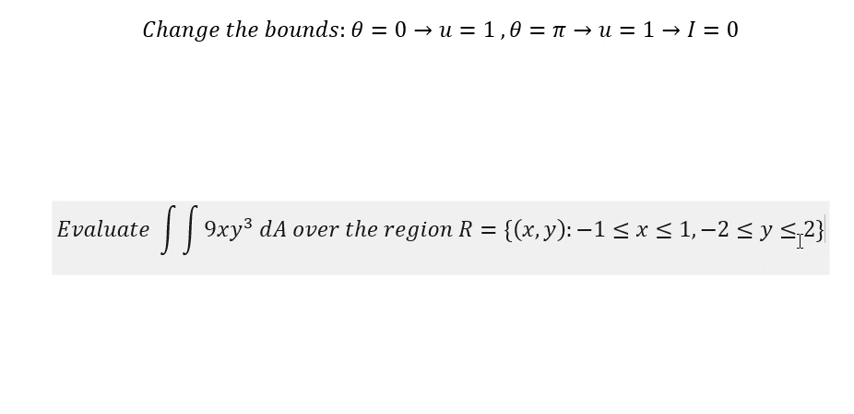 Change the bounds: θ = 0 → u = 1 , θ = π → u = 1 → I = 0
Evaluate ∫ ∫ 9xy³ dA over the region R = {(x, y): −1 ≤ x ≤ 1, −2 ≤ y ≤ 2}